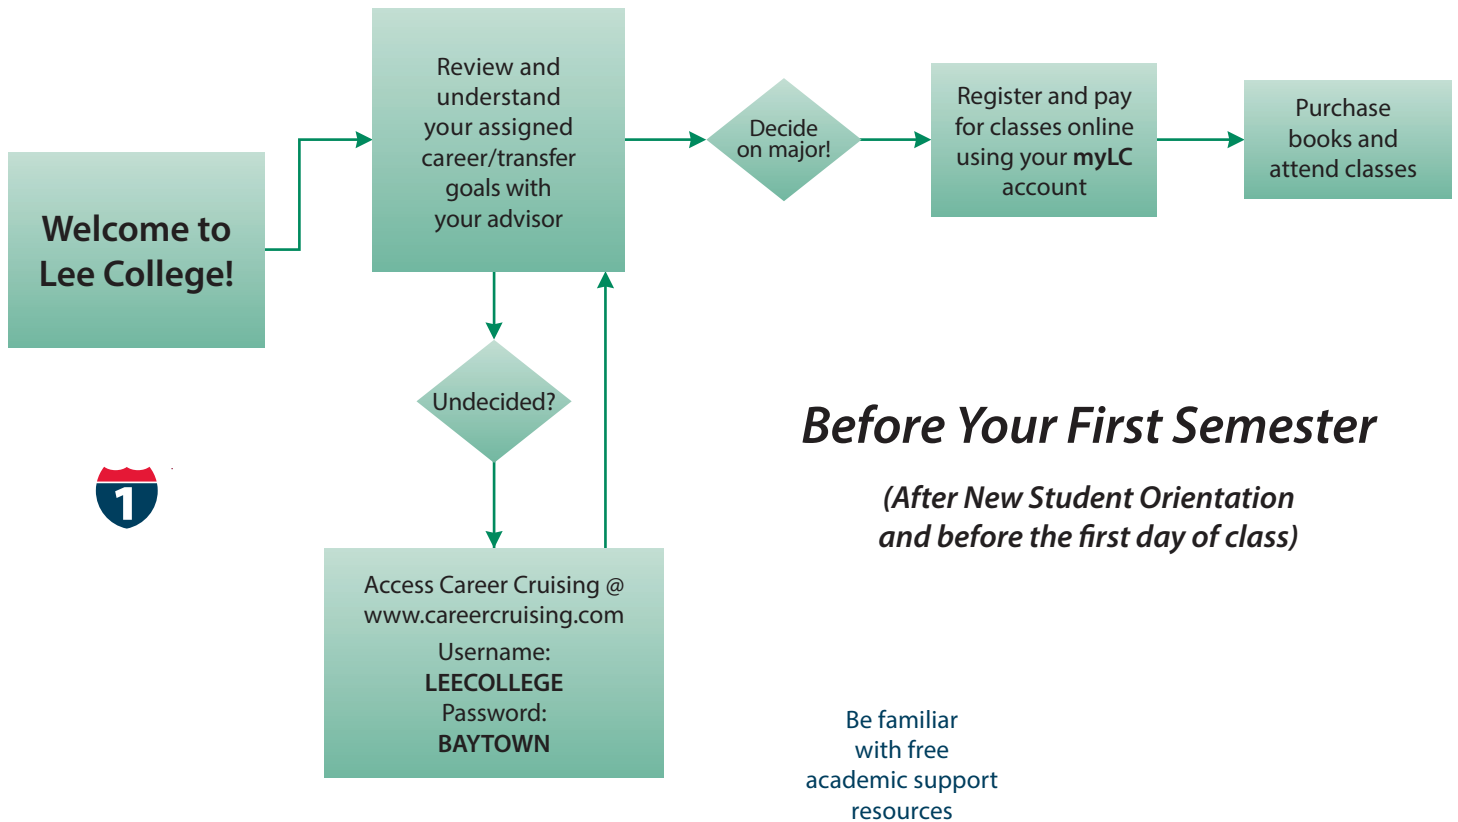 Welcome to
Lee College!
Review and
understand
your assigned
career/transfer
goals with
your advisor
Decide
on major!
Register and pay
for classes online
using your myLC
account
Purchase
books and
attend classes
Undecided?
Access Career Cruising @
www.careercruising.com
Username:
LEECOLLEGE
Password:
BAYTOWN
1
Before Your First Semester
(After New Student Orientation
and before the first day of class)
Be familiar
with free
academic support
resources